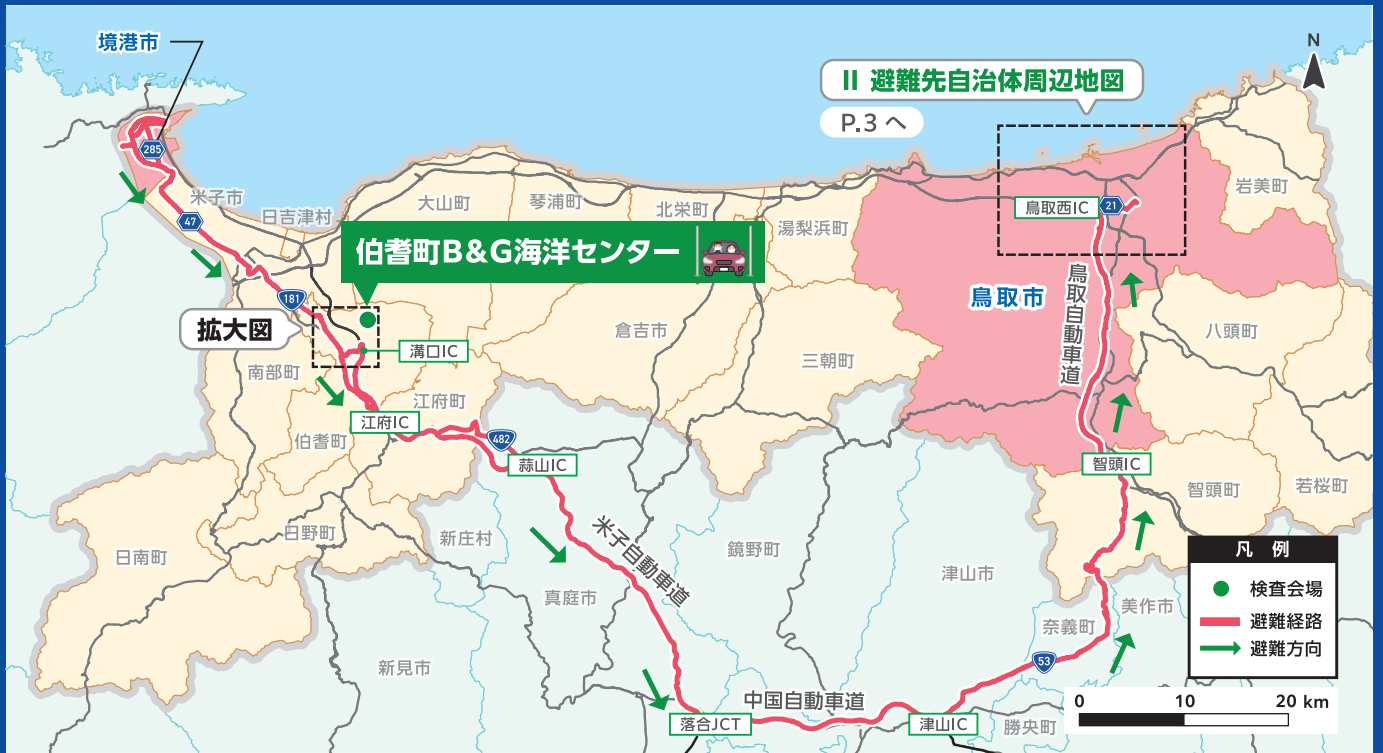 境港市
N
II 避難先自治体周辺地図
P.3 へ
285
米子市
日吉津村
大山町
琴浦町
北栄町
湯梨浜町
岩美町
鳥取西IC
21
47
伯耆町B&G海洋センター
鳥取自動車道
鳥取市
181
拡大図
溝口IC
倉吉市
三朝町
八頭町
南部町
江府町
江府IC
伯耆町
482
蒜山IC
智頭IC
智頭町
若桜町
日南町
日野町
新庄村
米子自動車道
鏡野町
津山市
真庭市
新見市
美作市
奈義町
53
中国自動車道
落合JCT
津山IC
勝央町
凡 例
検査会場
避難経路
避難方向
0 10 20 km